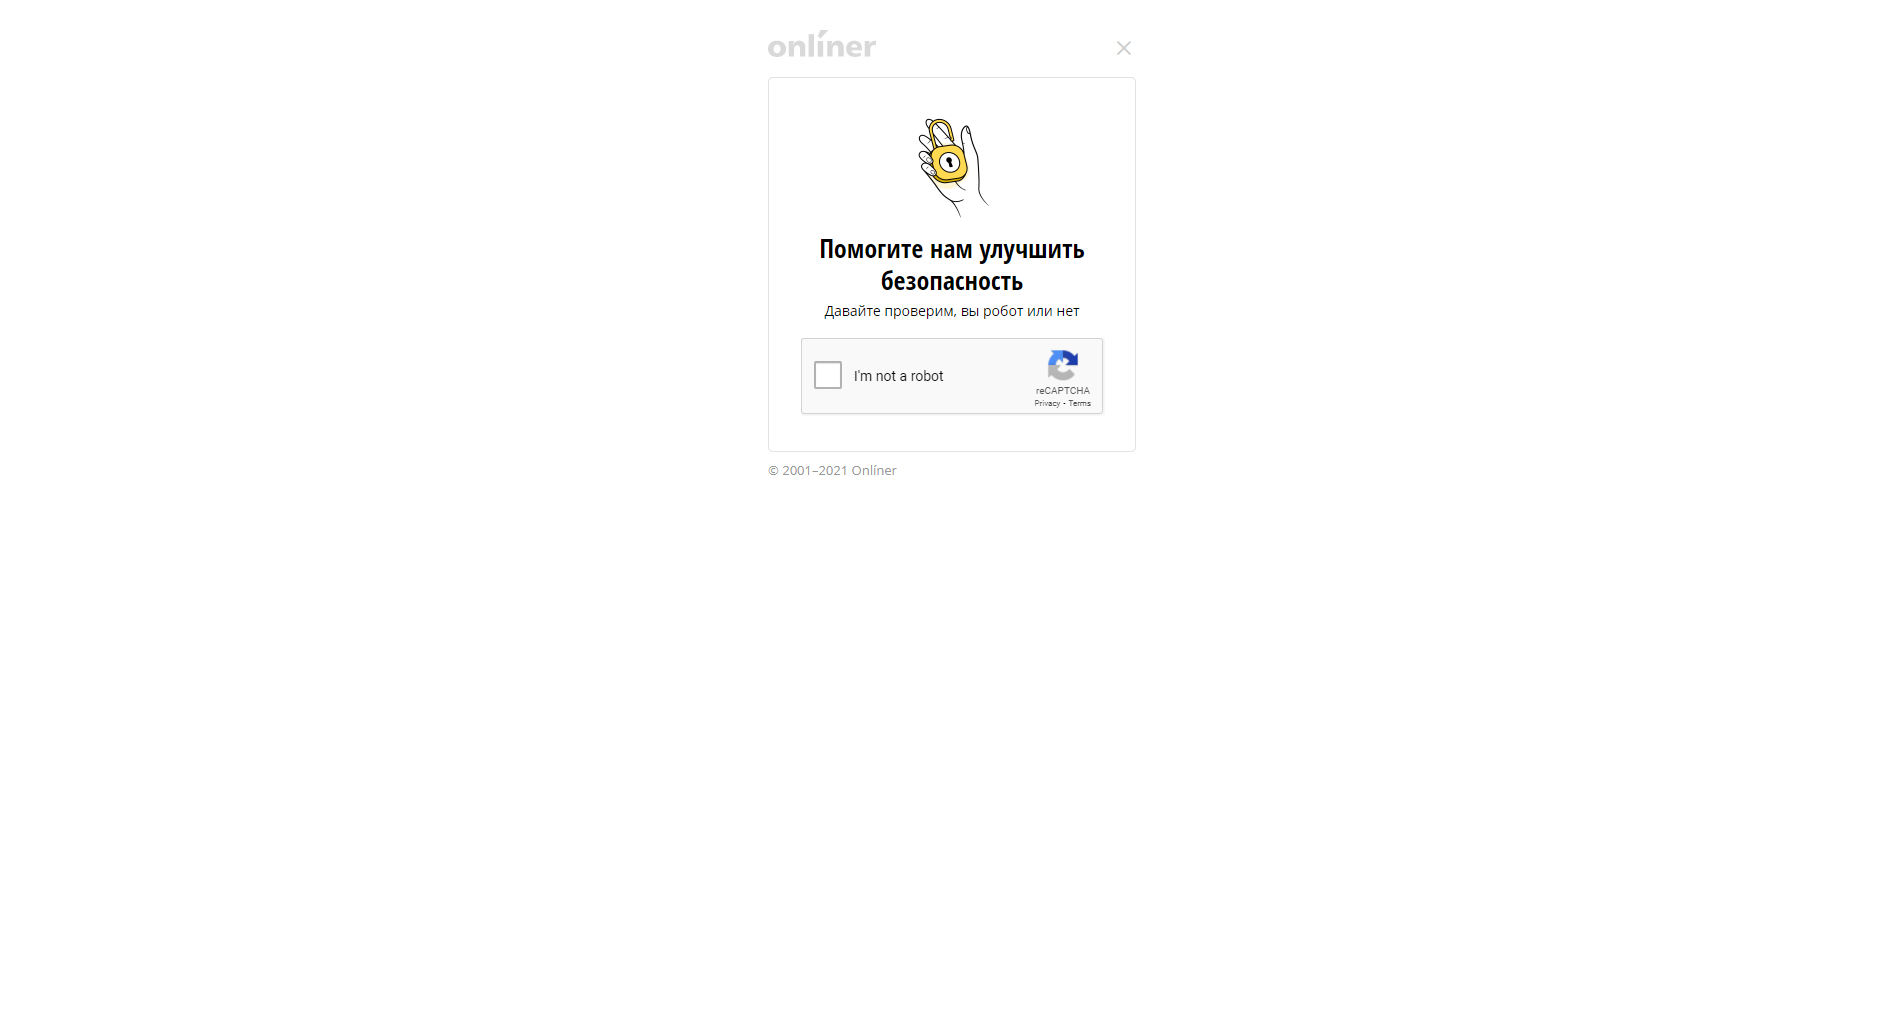 onlíner
Помогите нам улучшить
безопасность
Давайте проверим, вы робот или нет
I'm not a robot
reCAPTCHA
Privacy - Terms
© 2001–2021 Onlíner